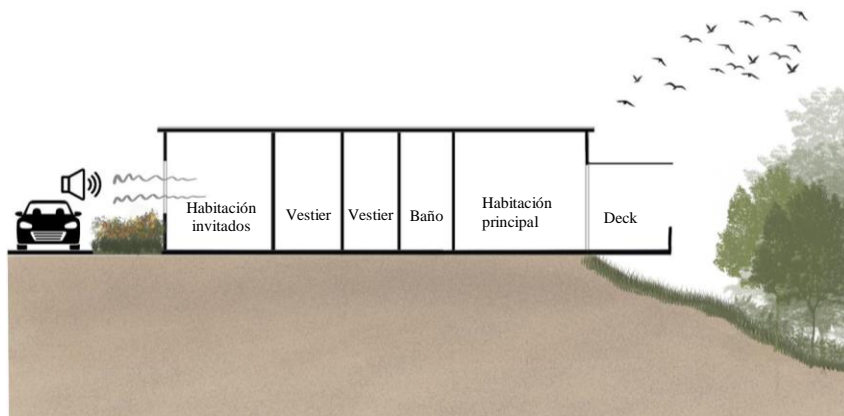 Habitación
invitados
Vestier
Vestier
Baño
Habitación
principal
Deck